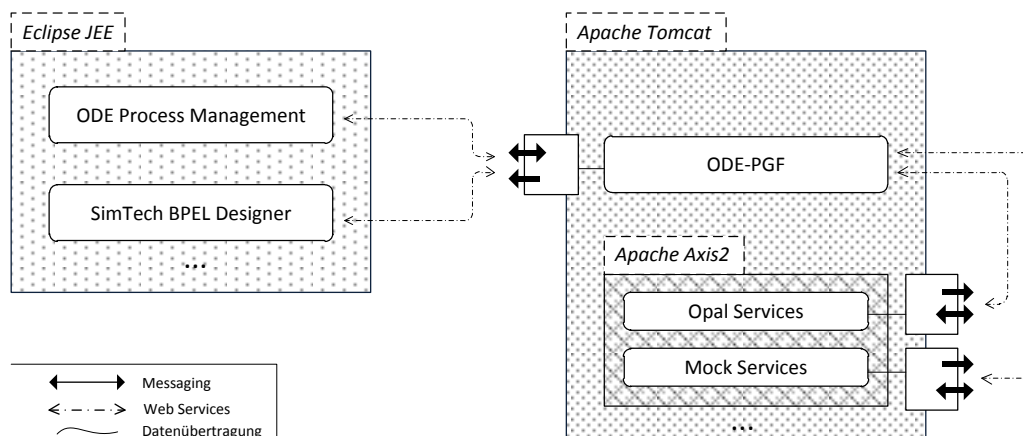 Eclipse JEE
ODE Process Management
SimTech BPEL Designer
...
Apache Tomcat
ODE-PGF
Apache Axis2
Opal Services
Mock Services
...
Messaging
Web Services
Datenübertragung